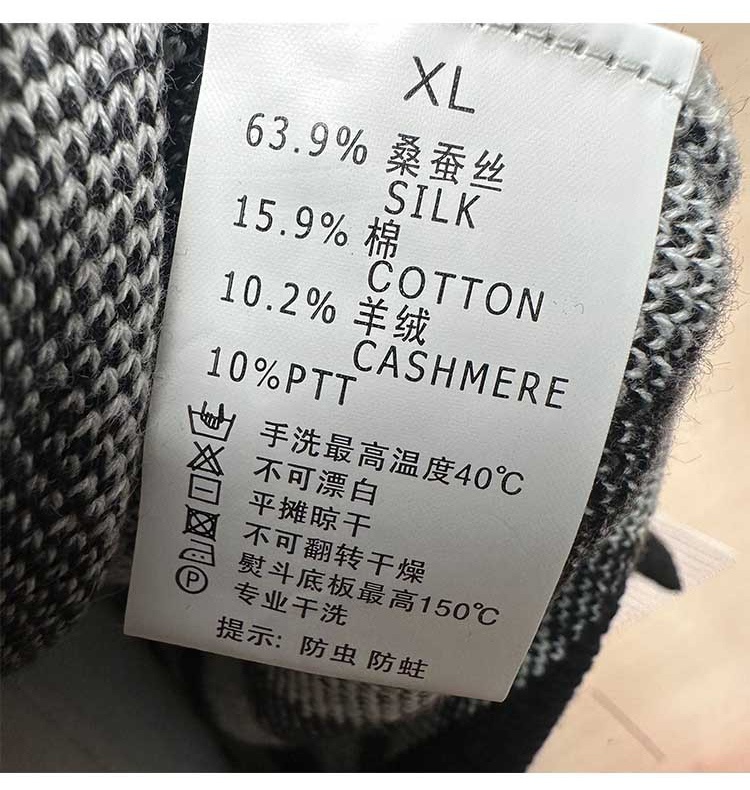 XL
63.9% 桑蚕丝
SILK
15.9% 棉
COTTON
10.2% 羊绒
CASHMERE
10%PTT
手洗最高温度40℃
不可漂白
平摊晾干
不可翻转干燥
熨斗底板最高150℃
P 专业干洗
提示: 防虫 防蛀